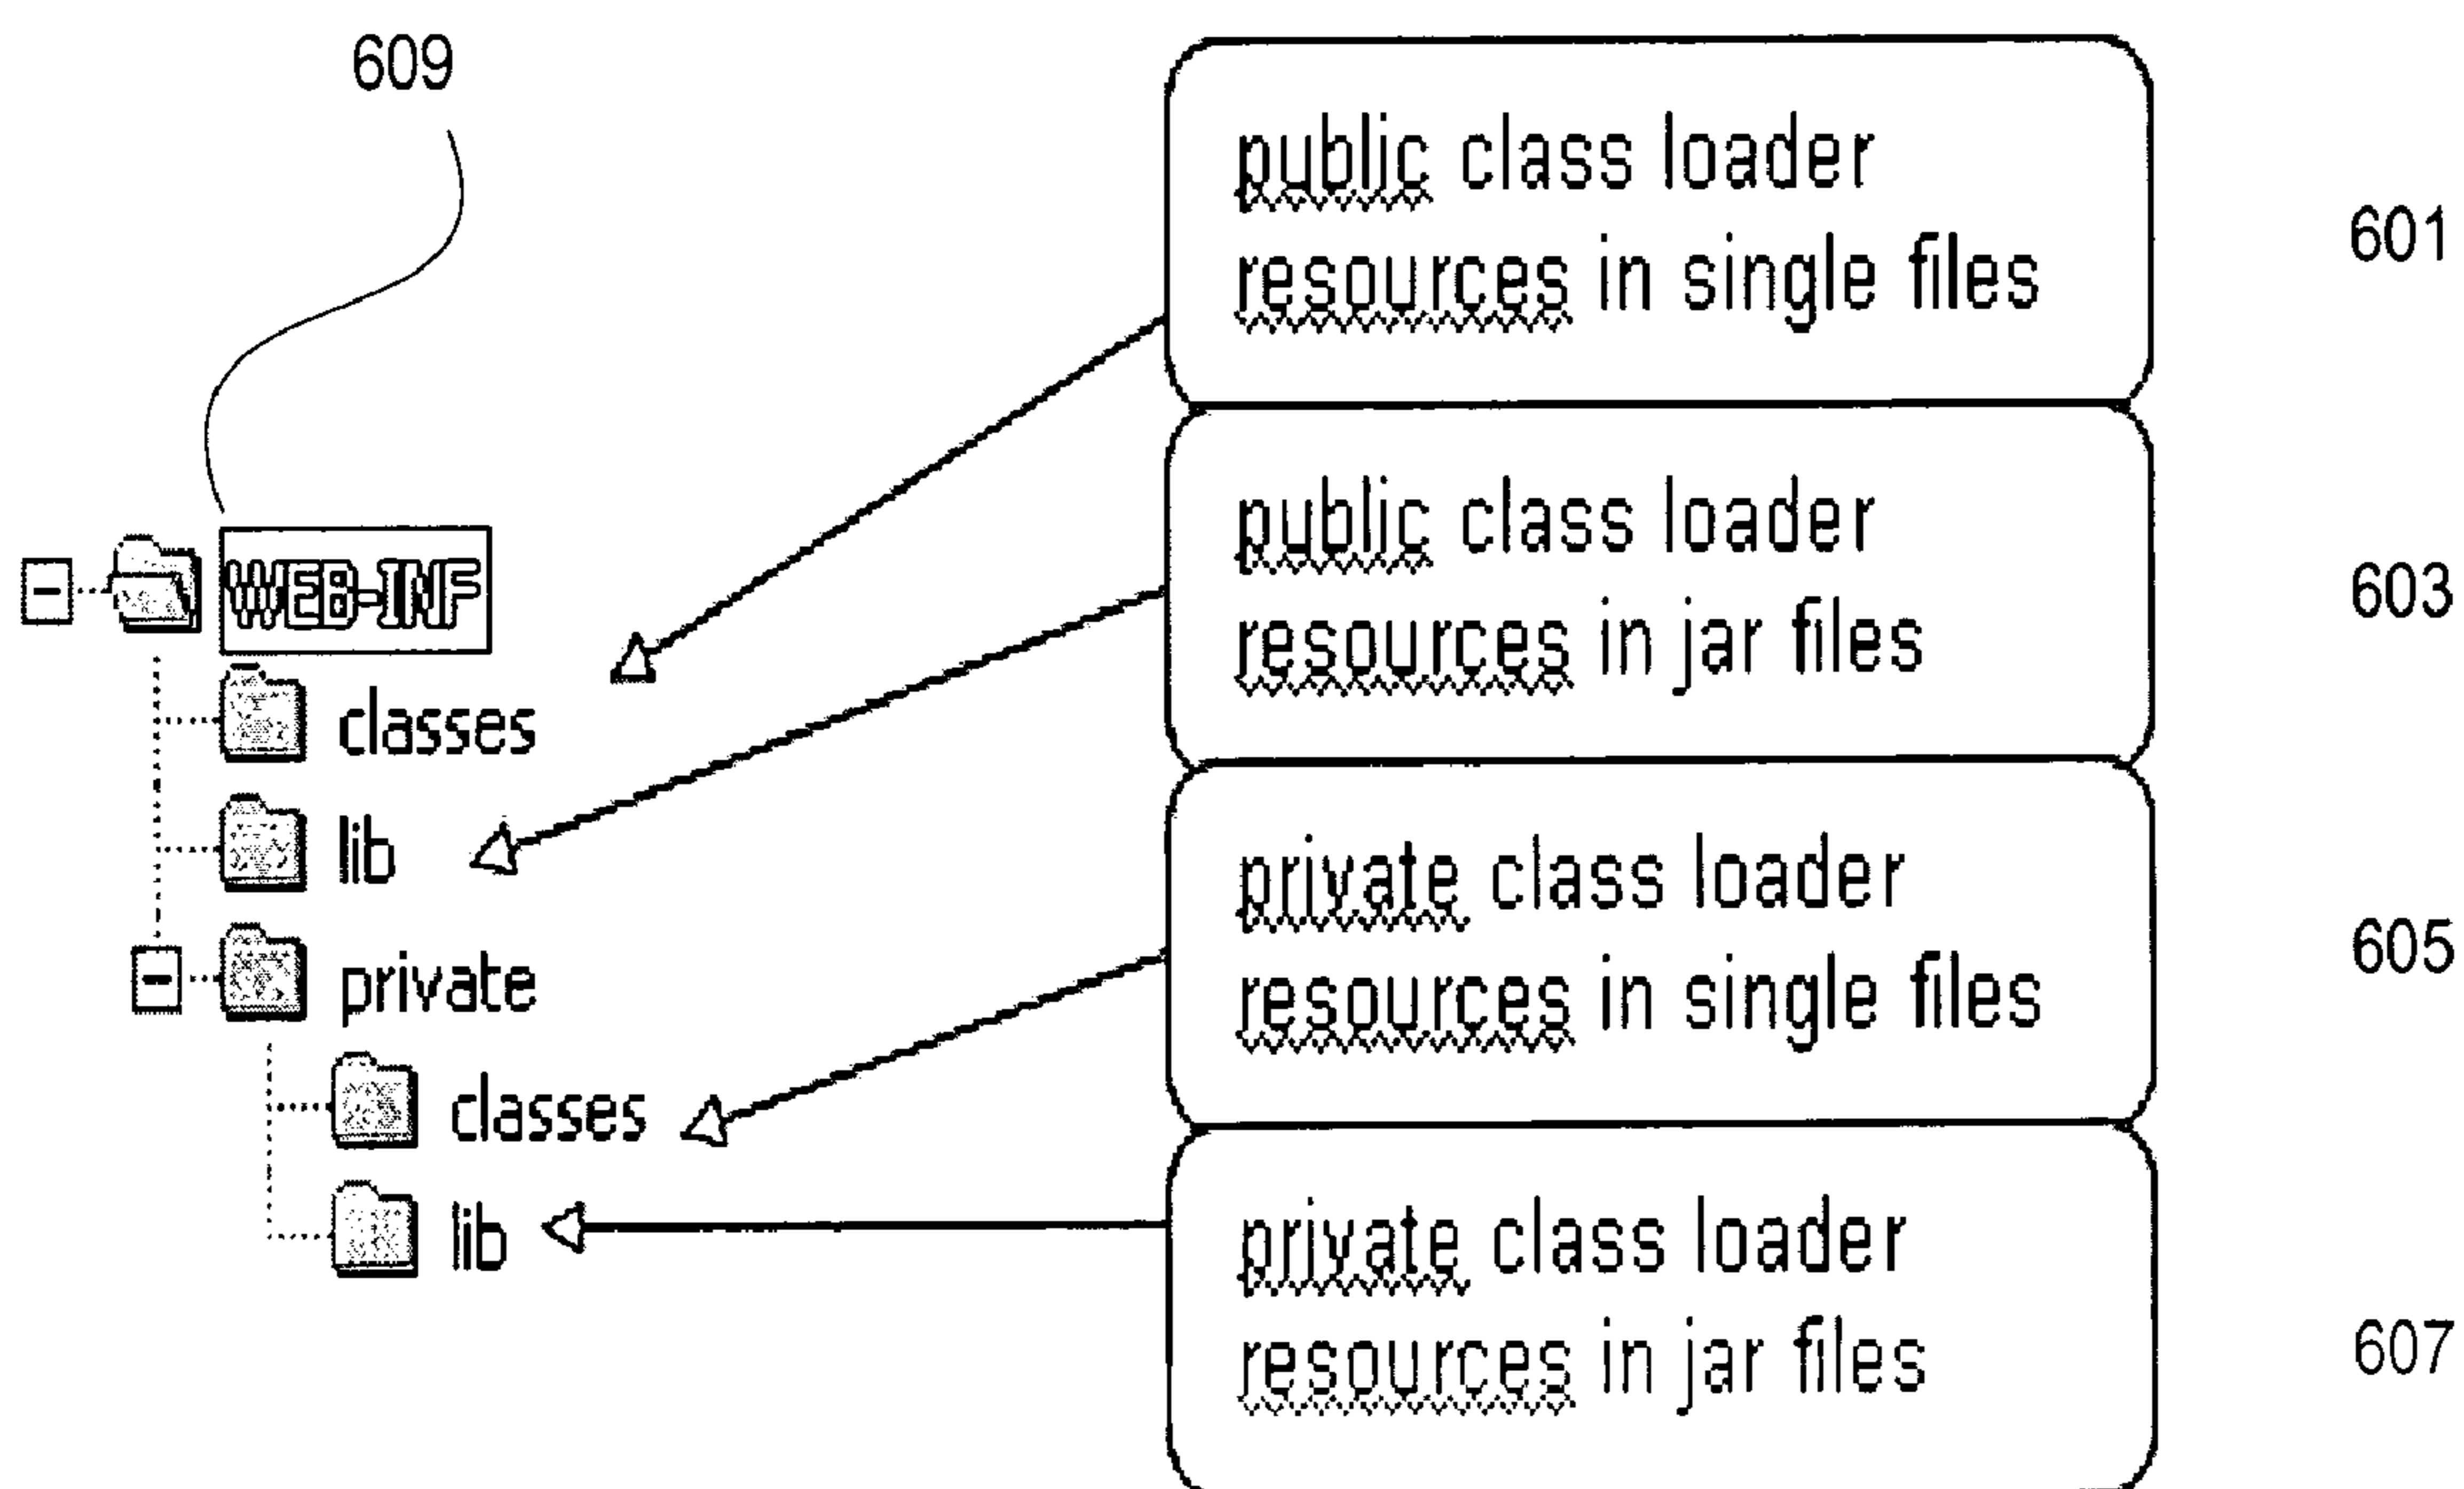 609
public class loader
resources in single files
601
public class loader
resources in jar files
603
private class loader
resources in single files
605
private class loader
resources in jar files
607
WEB-INF
classes
lib
private
classes
lib